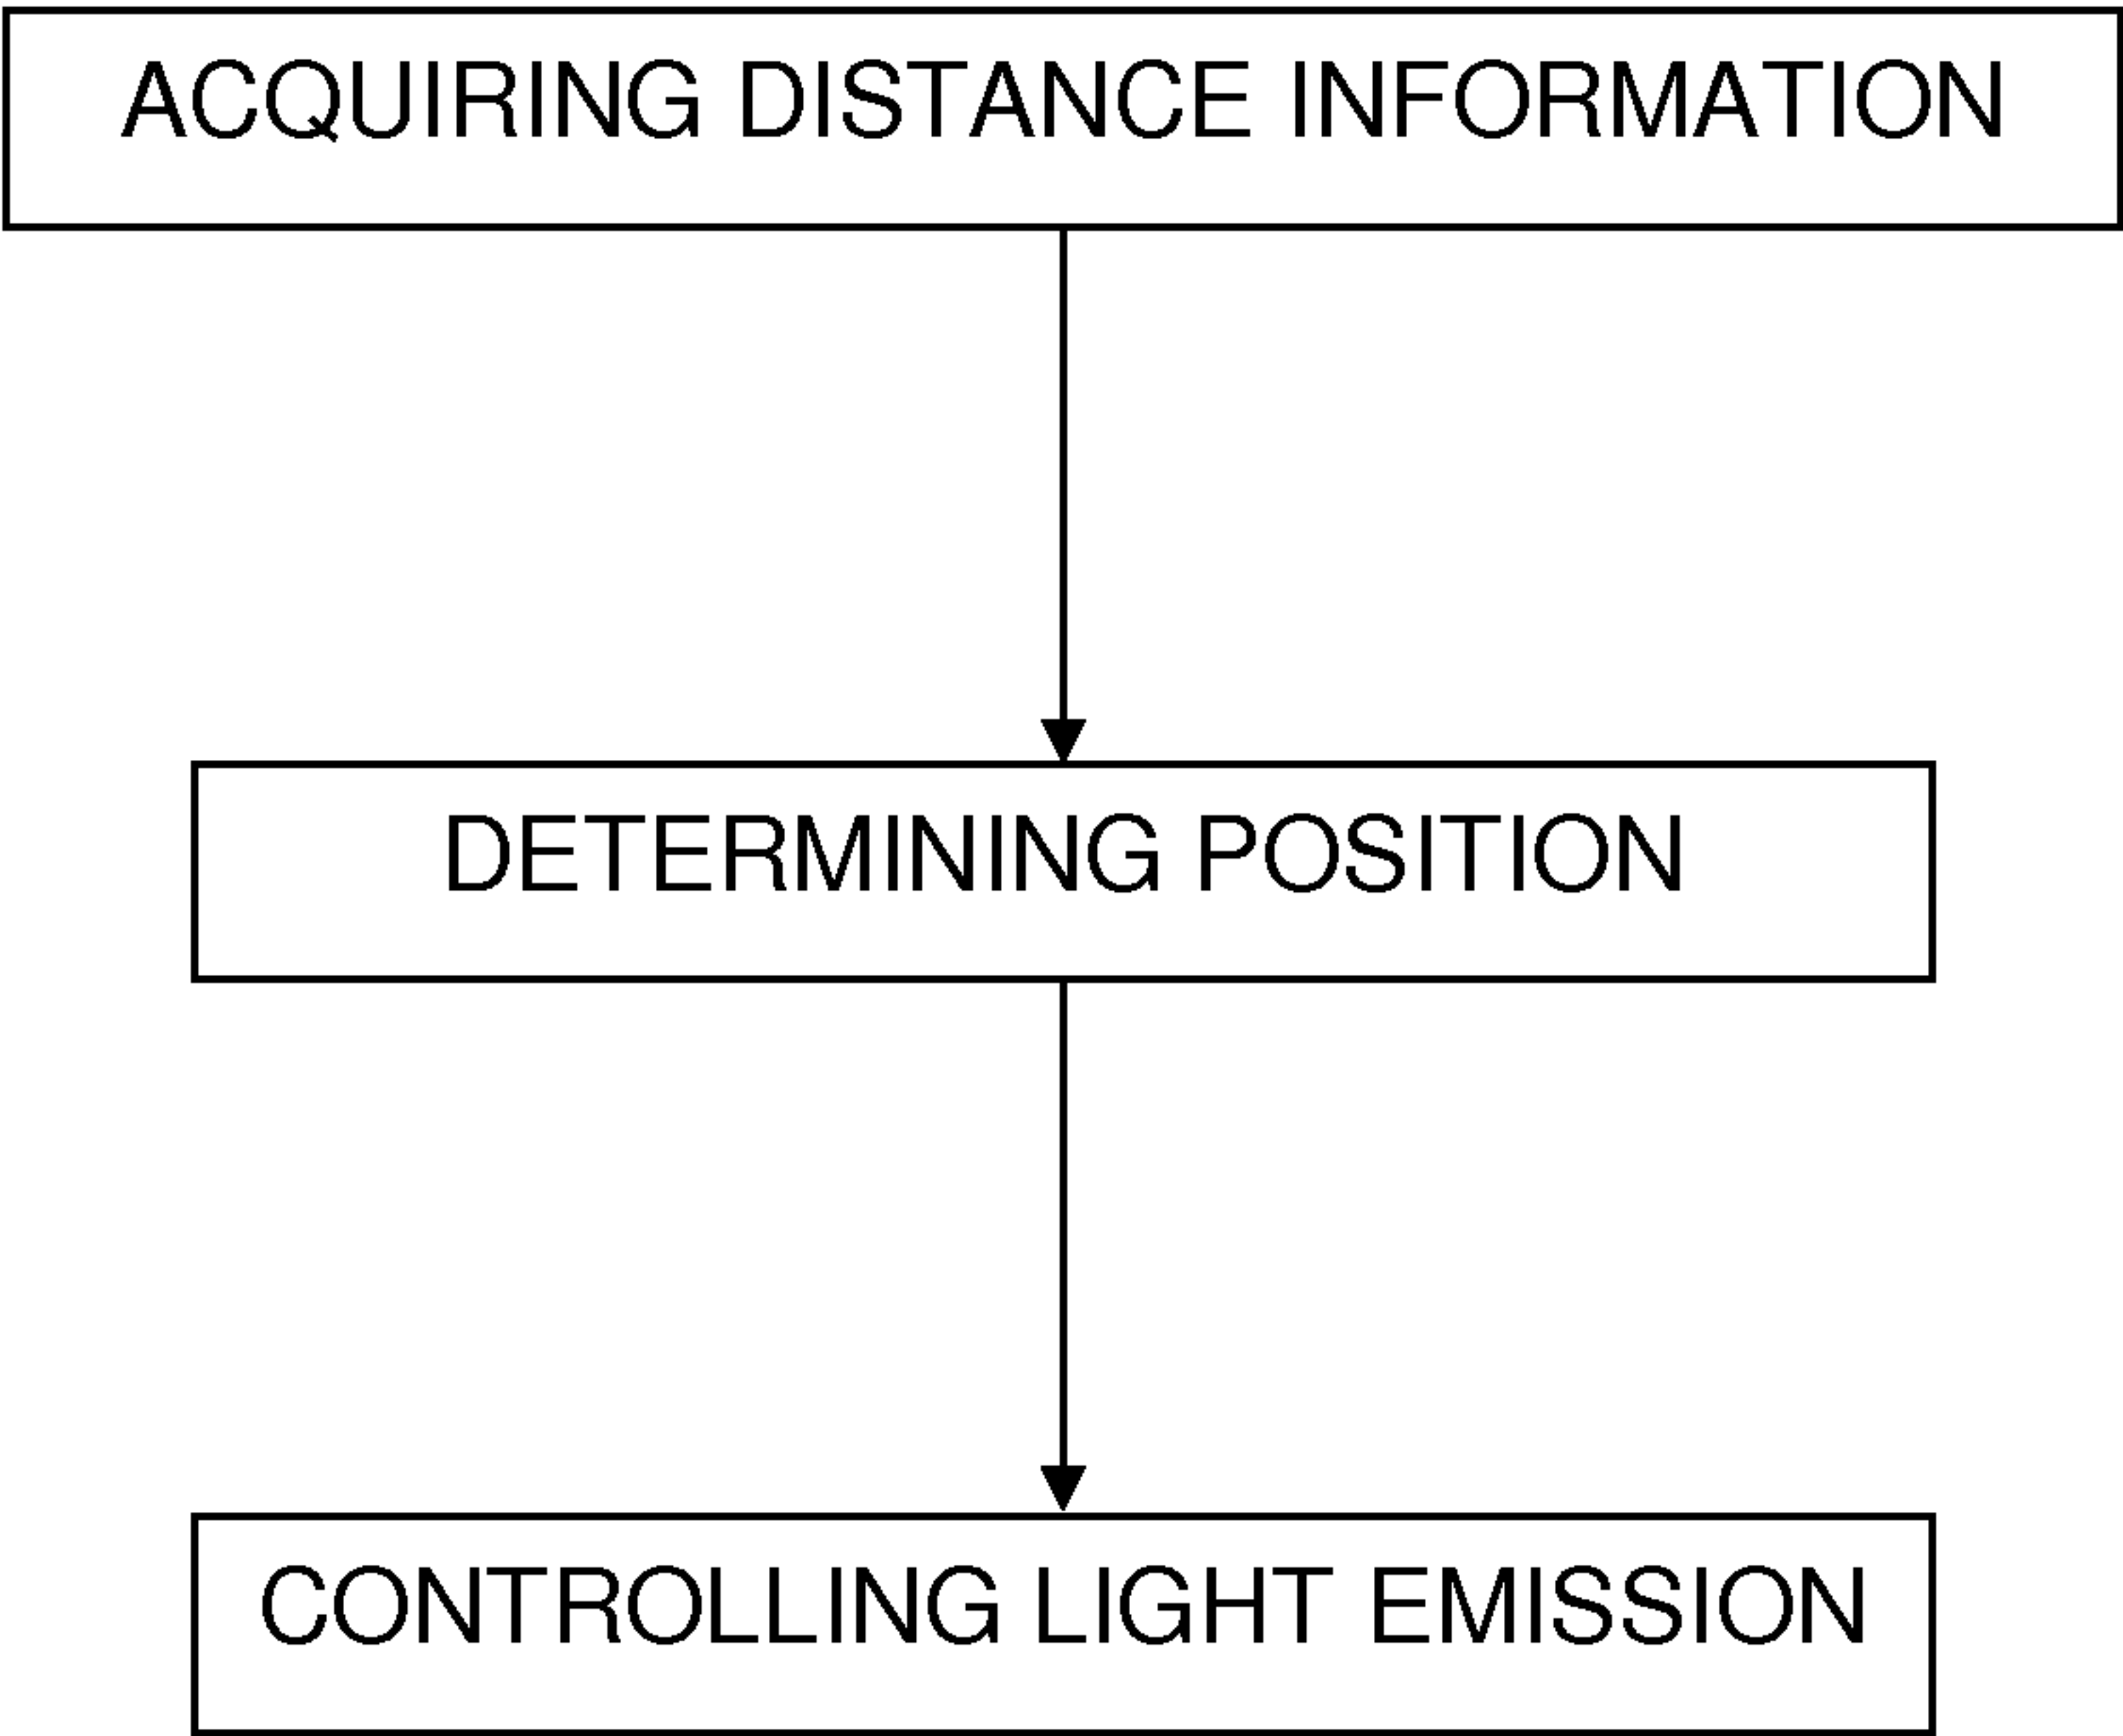 ACQUIRING DISTANCE INFORMATION
DETERMINING POSITION
CONTROLLING LIGHT EMISSION